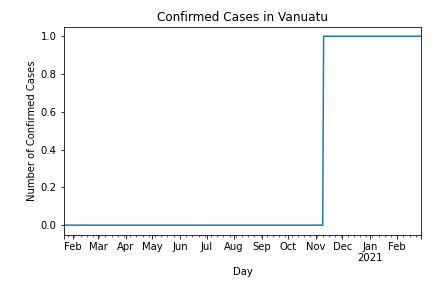 Confirmed Cases in Vanuatu
Number of Confirmed Cases
1.0
0.8
0.6
0.4
0.2
0.0
Feb Mar Apr May Jun Jul Aug Sep Oct Nov Dec Jan Feb
2021
Day